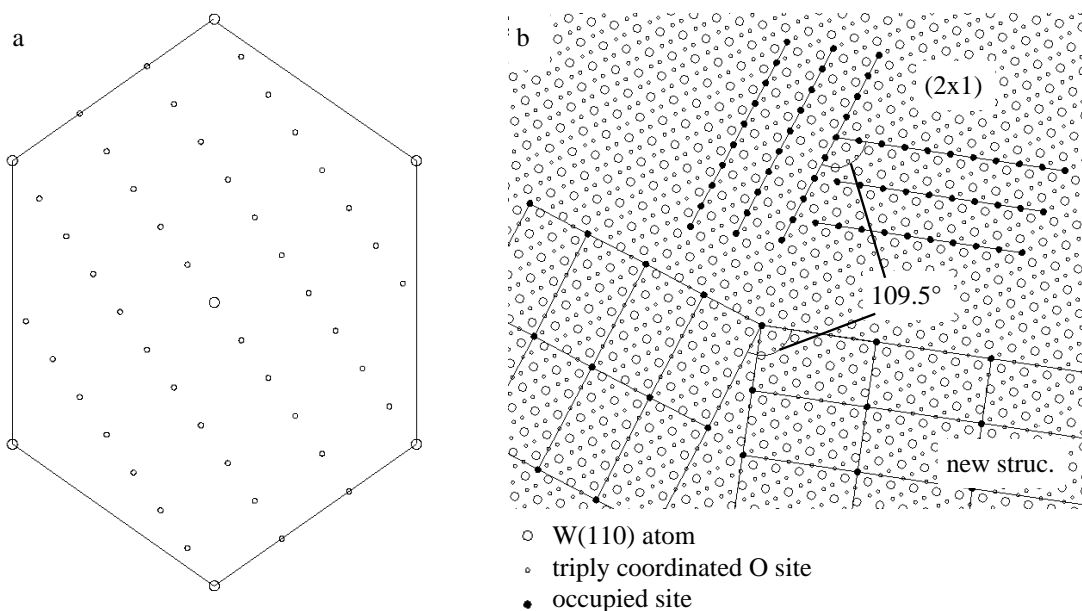 a
b
(2x1)
109.5°
new struc.
W(110) atom
triply coordinated O site
occupied site